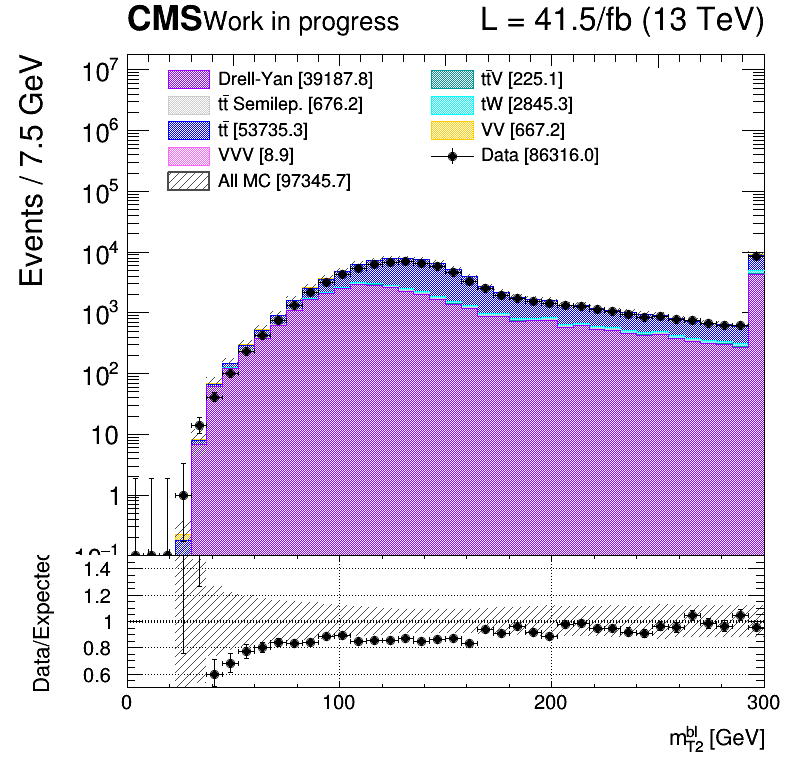 CMS Work in progress L = 41.5/fb (13 TeV)
Events / 7.5 GeV
10⁷
10⁶
10⁵
10⁴
10³
10²
10
1
10⁻¹
Drell-Yan [39187.8]
tt̄ Semilep. [676.2]
tt̄ [53735.3]
VVV [8.9]
All MC [97345.7]
tt̄V [225.1]
tW [2845.3]
VV [667.2]
Data [86316.0]
Data/Expected
1.4
1.2
1
0.8
0.6
0 100 200 300
m_{T2}^{bl} [GeV]